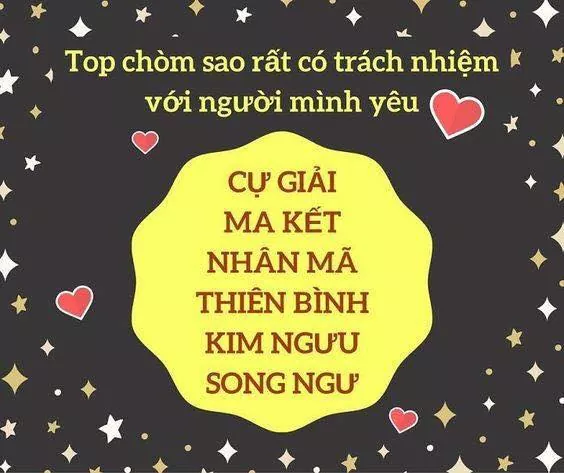 Top chòm sao rất có trách nhiệm
với người mình yêu
CỰ GIẢI
MA KẾT
NHÂN MÃ
THIÊN BÌNH
KIM NGƯU
SONG NGƯ